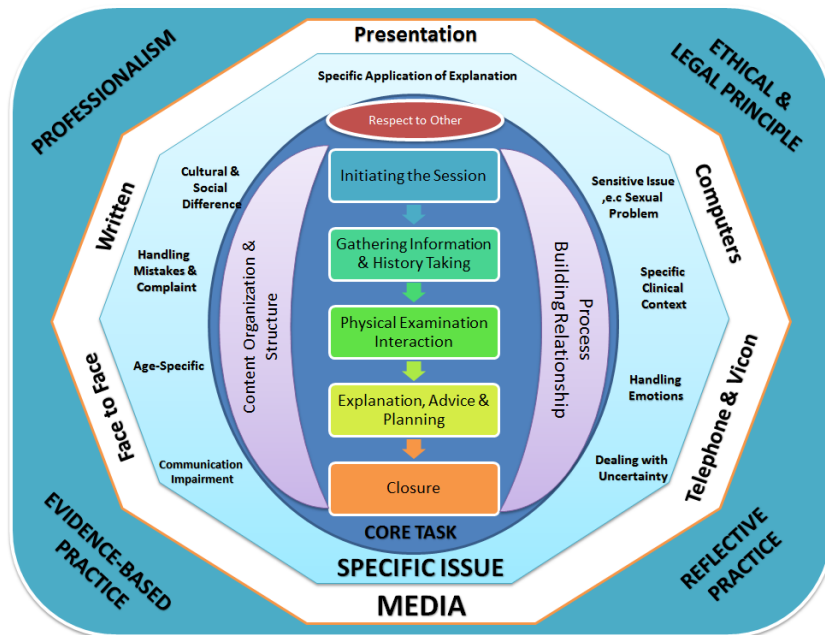 PROFESSIONALISM
Presentation
ETHICAL &
LEGAL PRINCIPLE
Specific Application of Explanation
Respect to Other
Written
Computers
Cultural &
Social
Difference
Initiating the Session
Sensitive Issue
,e.c Sexual
Problem
Handling
Mistakes &
Complaint
Content Organization &
Structure
Gathering Information
& History Taking
Process
Building Relationship
Specific
Clinical
Context
Physical Examination
Interaction
Face to Face
Age-Specific
Explanation, Advice &
Planning
Handling
Emotions
Telephone & Vicon
Communication
Impairment
Closure
Dealing with
Uncertainty
CORE TASK
EVIDENCE-BASED
PRACTICE
SPECIFIC ISSUE
REFLECTIVE
PRACTICE
MEDIA